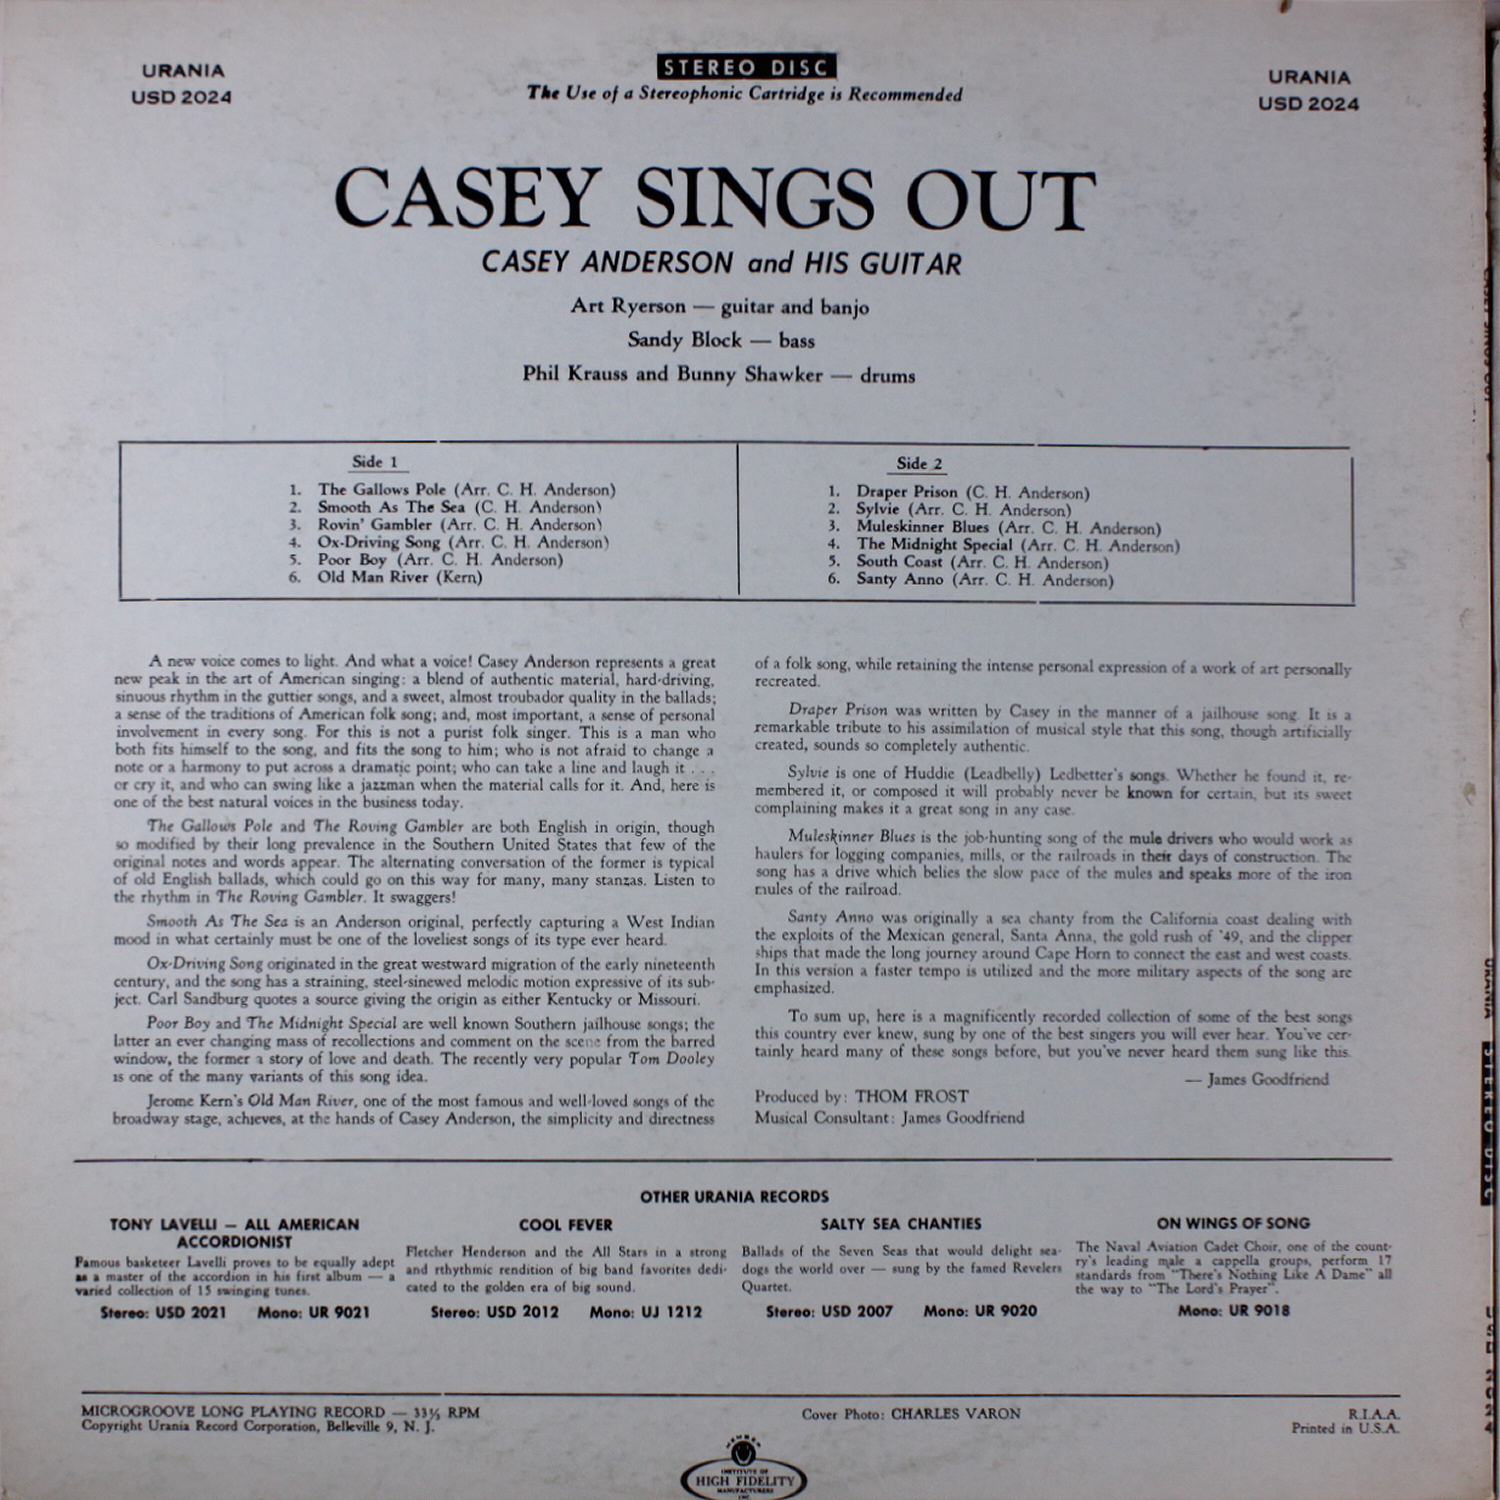 URANIA
USD 2024
STEREO DISC
The Use of a Stereophonic Cartridge is Recommended
URANIA
USD 2024
CASEY SINGS OUT
CASEY ANDERSON and HIS GUITAR
Art Ryerson — guitar and banjo
Sandy Block — bass
Phil Krauss and Bunny Shawker — drums
Side 1
1. The Gallows Pole (Arr. C. H. Anderson)
2. Smooth As The Sea (C. H. Anderson)
3. Rovin' Gambler (Arr. C. H. Anderson)
4. Ox-Driving Song (Arr. C. H. Anderson)
5. Poor Boy (Arr. C. H. Anderson)
6. Old Man River (Kern)
Side 2
1. Draper Prison (C. H. Anderson)
2. Sylvie (Arr. C. H. Anderson)
3. Muleskinner Blues (Arr. C. H. Anderson)
4. The Midnight Special (Arr. C. H. Anderson)
5. South Coast (Arr. C. H. Anderson)
6. Santy Anno (Arr. C. H. Anderson)
A new voice comes to light. And what a voice! Casey Anderson represents a great
new peak in the art of American singing: a blend of authentic material, hard-driving,
sinuous rhythm in the guttier songs, and a sweet, almost troubador quality in the ballads;
a sense of the traditions of American folk song; and, most important, a sense of personal
involvement in every song. For this is not a purist folk singer. This is a man who
both fits himself to the song, and fits the song to him; who is not afraid to change a
note or a harmony to put across a dramatic point; who can take a line and laugh it . . .
or cry it, and who can swing like a jazzman when the material calls for it. And, here is
one of the best natural voices in the business today.
The Gallows Pole and The Roving Gambler are both English in origin, though
so modified by their long prevalence in the Southern United States that few of the
original notes and words appear. The alternating conversation of the former is typical
of old English ballads, which could go on this way for many, many stanzas. Listen to
the rhythm in The Roving Gambler. It swaggers!
Smooth As The Sea is an Anderson original, perfectly capturing a West Indian
mood in what certainly must be one of the loveliest songs of its type ever heard.
Ox-Driving Song originated in the great westward migration of the early nineteenth
century, and the song has a straining, steel-sinewed melodic motion expressive of its sub-
ject. Carl Sandburg quotes a source giving the origin as either Kentucky or Missouri.
Poor Boy and The Midnight Special are well known Southern jailhouse songs; the
latter an ever changing mass of recollections and comment on the scene from the barred
window, the former a story of love and death. The recently very popular Tom Dooley
is one of the many variants of this song idea.
Jerome Kern's Old Man River, one of the most famous and well-loved songs of the
broadway stage, achieves, at the hands of Casey Anderson, the simplicity and directness
of a folk song, while retaining the intense personal expression of a work of art personally
recreated.
Draper Prison was written by Casey in the manner of a jailhouse song. It is a
remarkable tribute to his assimilation of musical style that this song, though artificially
created, sounds so completely authentic.
Sylvie is one of Huddie (Leadbelly) Ledbetter's songs. Whether he found it, re-
membered it, or composed it will probably never be known for certain, but its sweet
complaining makes it a great song in any case.
Muleskinner Blues is the job-hunting song of the mule drivers who would work as
haulers for logging companies, mills, or the railroads in their days of construction. The
song has a drive which belies the slow pace of the mules and speaks more of the iron
mules of the railroad.
Santy Anno was originally a sea chanty from the California coast dealing with
the exploits of the Mexican general, Santa Anna, the gold rush of '49, and the clipper
ships that made the long journey around Cape Horn to connect the east and west coasts.
In this version a faster tempo is utilized and the more military aspects of the song are
emphasized.
To sum up, here is a magnificently recorded collection of some of the best songs
this country ever knew, sung by one of the best singers you will ever hear. You've cer-
tainly heard many of these songs before, but you've never heard them sung like this.
— James Goodfriend
Produced by: THOM FROST
Musical Consultant: James Goodfriend
OTHER URANIA RECORDS
TONY LAVELLI — ALL AMERICAN
ACCORDIONIST
Famous basketeer Lavelli proves to be equally adept
as a master of the accordion in his first album — a
varied collection of 15 swinging tunes.
Stereo: USD 2021 Mono: UR 9021
COOL FEVER
Fletcher Henderson and the All Stars in a strong
and rthythmic rendition of big band favorites dedi-
cated to the golden era of big sound.
Stereo: USD 2012 Mono: UJ 1212
SALTY SEA CHANTIES
Ballads of the Seven Seas that would delight sea-
dogs the world over — sung by the famed Revelers
Quartet.
Stereo: USD 2007 Mono: UR 9020
ON WINGS OF SONG
The Naval Aviation Cadet Choir, one of the count-
ry's leading male a cappella groups, perform 17
standards from "There's Nothing Like A Dame" all
the way to "The Lord's Prayer".
Mono: UR 9018
MICROGROOVE LONG PLAYING RECORD — 33⅓ RPM
Copyright Urania Record Corporation, Belleville 9, N. J.
Cover Photo: CHARLES VARON
R.I.A.A.
Printed in U.S.A.
INSTITUTE OF
HIGH FIDELITY
MANUFACTURERS
INC
URANIA
STEREO DISC